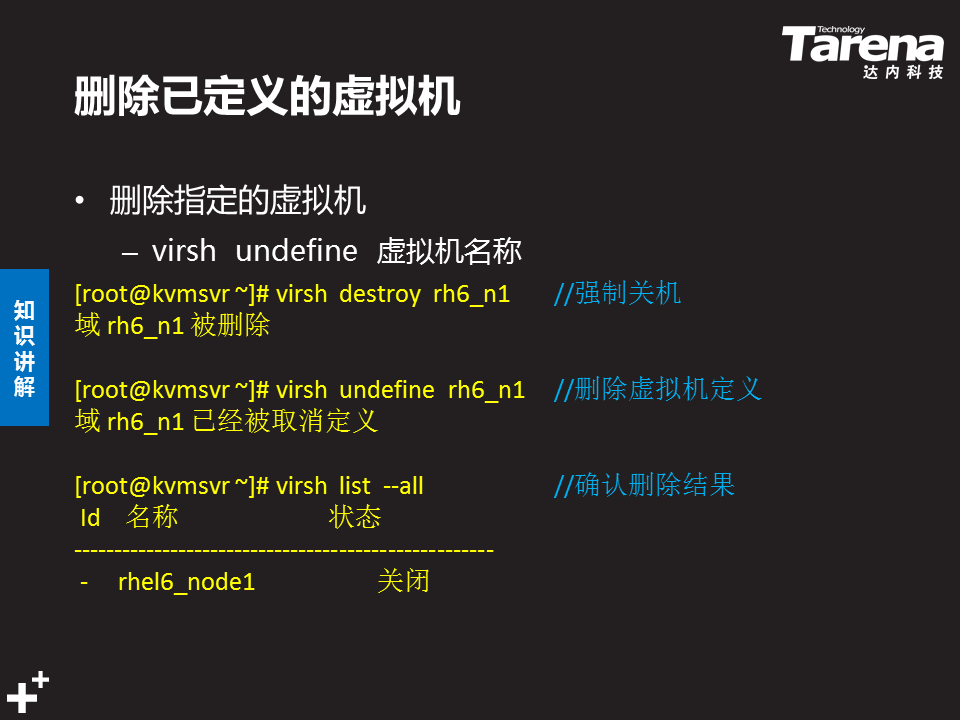 Technology
Tarena
达内科技
删除已定义的虚拟机
• 删除指定的虚拟机
– virsh undefine 虚拟机名称
[root@kvmsvr ~]# virsh destroy rh6_n1 //强制关机
域 rh6_n1 被删除
[root@kvmsvr ~]# virsh undefine rh6_n1 //删除虚拟机定义
域 rh6_n1 已经被取消定义
[root@kvmsvr ~]# virsh list --all //确认删除结果
Id 名称 状态
----------------------------------------------------
- rhel6_node1 关闭
知识讲解